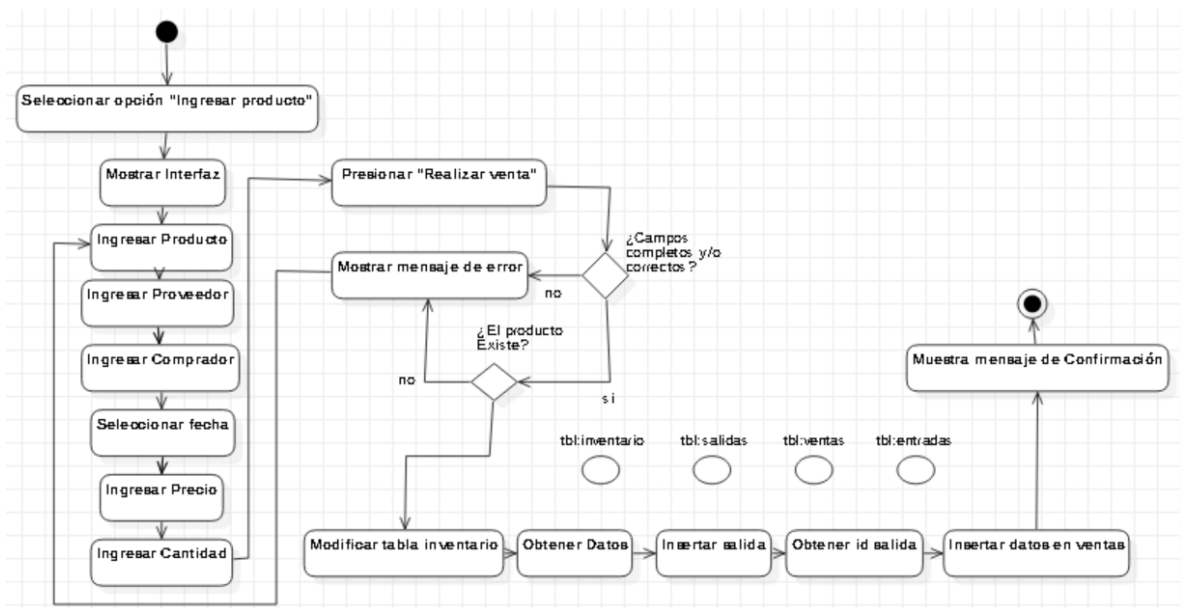 Seleccionar opción "Ingresar producto"
Mostrar Interfaz
Ingresar Producto
Ingresar Proveedor
Ingresar Comprador
Seleccionar fecha
Ingresar Precio
Ingresar Cantidad
Presionar "Realizar venta"
¿Campos
completos y/o
correctos?
no
Mostrar mensaje de error
si
¿El producto
Existe?
no
tbl:inventario
tbl:salidas
tbl:ventas
tbl:entradas
Modificar tabla inventario
Obtener Datos
Insertar salida
Obtener id salida
Insertar datos en ventas
Muestra mensaje de Confirmación